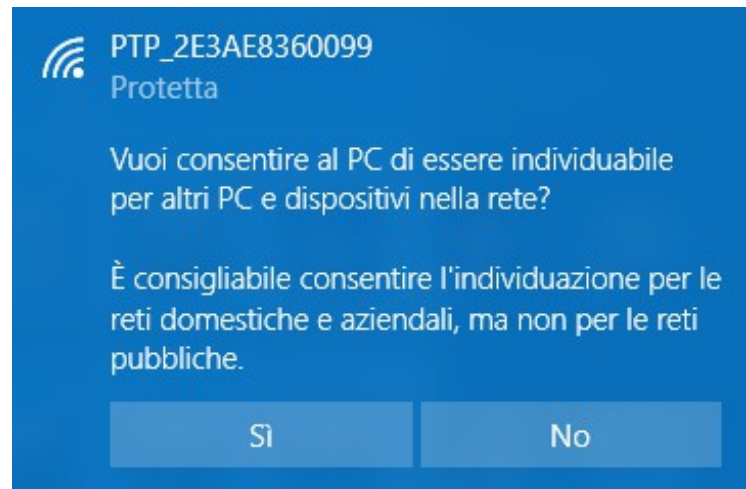 PTP_2E3AE8360099
Protetta
Vuoi consentire al PC di essere individuabile
per altri PC e dispositivi nella rete?
È consigliabile consentire l'individuazione per le
reti domestiche e aziendali, ma non per le reti
pubbliche.
Sì
No